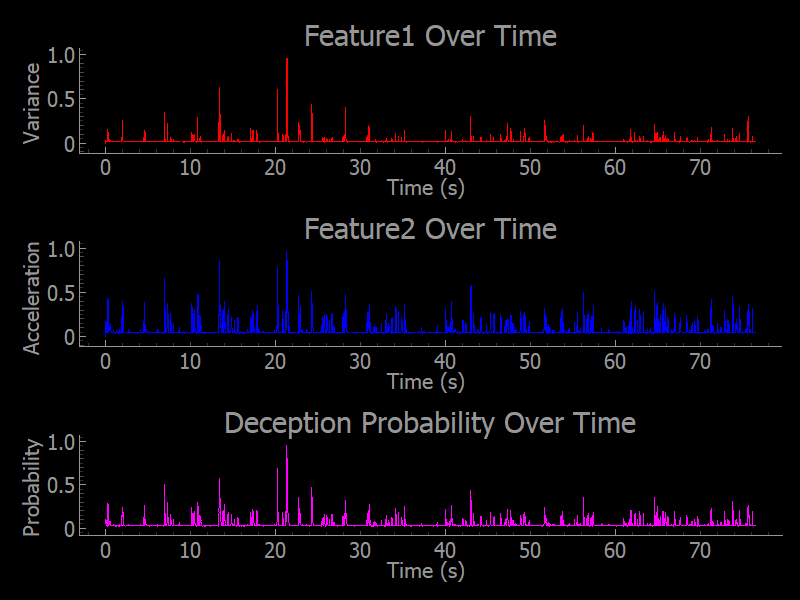 Feature1 Over Time
Variance
1.0
0.5
0
0 10 20 30 40 50 60 70
Time (s)
Feature2 Over Time
Acceleration
1.0
0.5
0
0 10 20 30 40 50 60 70
Time (s)
Deception Probability Over Time
Probability
1.0
0.5
0
0 10 20 30 40 50 60 70
Time (s)